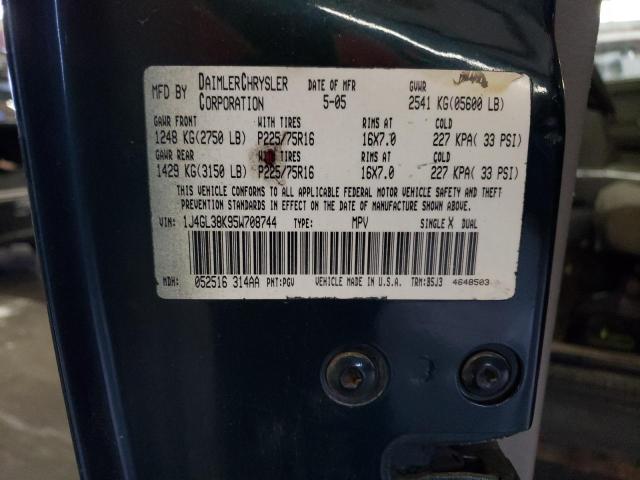 MFD BY DAIMLERCHRYSLER CORPORATION DATE OF MFR 5-05 GVWR 2541 KG(05600 LB)
GAWR FRONT WITH TIRES RIMS AT COLD
1248 KG(2750 LB) P225/75R16 16X7.0 227 KPA( 33 PSI)
GAWR REAR WITH TIRES RIMS AT COLD
1429 KG(3150 LB) P225/75R16 16X7.0 227 KPA( 33 PSI)
THIS VEHICLE CONFORMS TO ALL APPLICABLE FEDERAL MOTOR VEHICLE SAFETY AND THEFT
PREVENTION STANDARDS IN EFFECT ON THE DATE OF MANUFACTURE SHOWN ABOVE.
VIN: 1J4GL38K95W708744 TYPE: MPV SINGLE X DUAL
MDH: 052516 314AA PNT:PGV VEHICLE MADE IN U.S.A. TRM:BSJ3 4648503